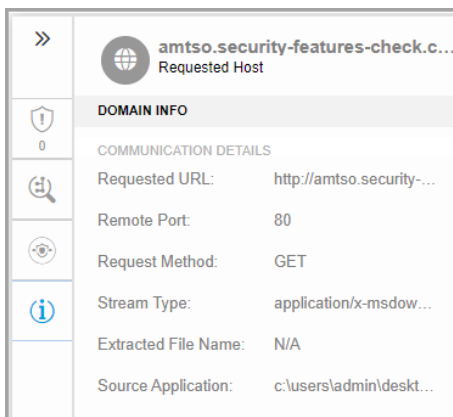 amtso.security-features-check.c...
Requested Host
DOMAIN INFO
0
COMMUNICATION DETAILS
Requested URL: http://amtso.security-...
Remote Port: 80
Request Method: GET
Stream Type: application/x-msdow...
Extracted File Name: N/A
Source Application: c:\users\admin\deskt...